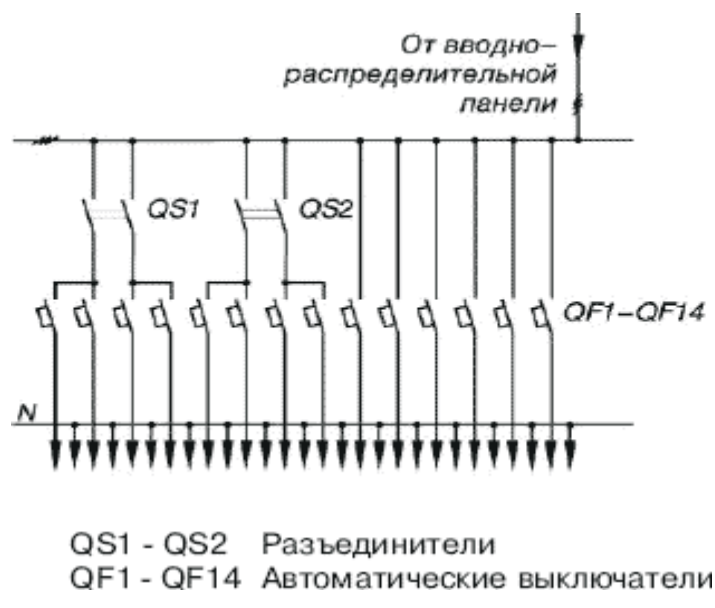 От вводно-
распределительной
панели
QS1
QS2
QF1-QF14
N
QS1 - QS2 Разъединители
QF1 - QF14 Автоматические выключатели